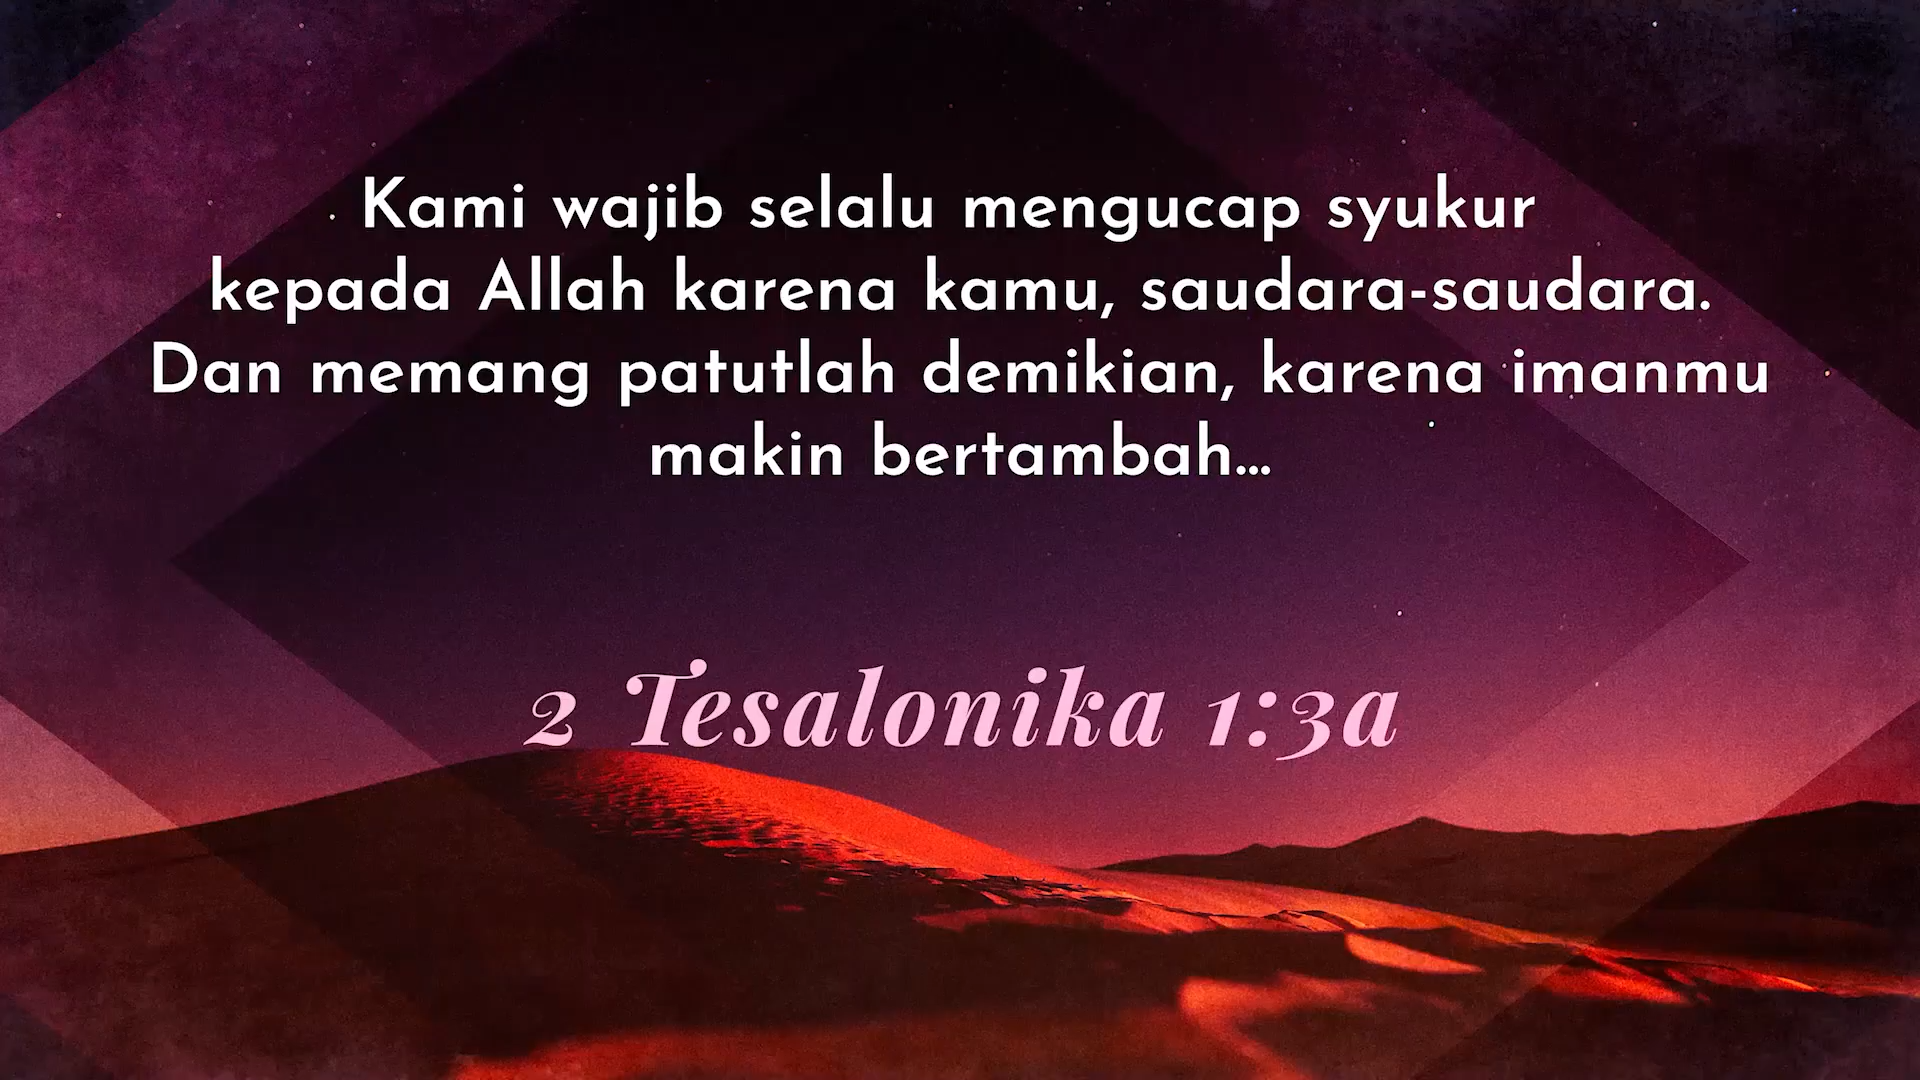 Kami wajib selalu mengucap syukur
kepada Allah karena kamu, saudara-saudara.
Dan memang patutlah demikian, karena imanmu
makin bertambah...
2 Tesalonika 1:3a